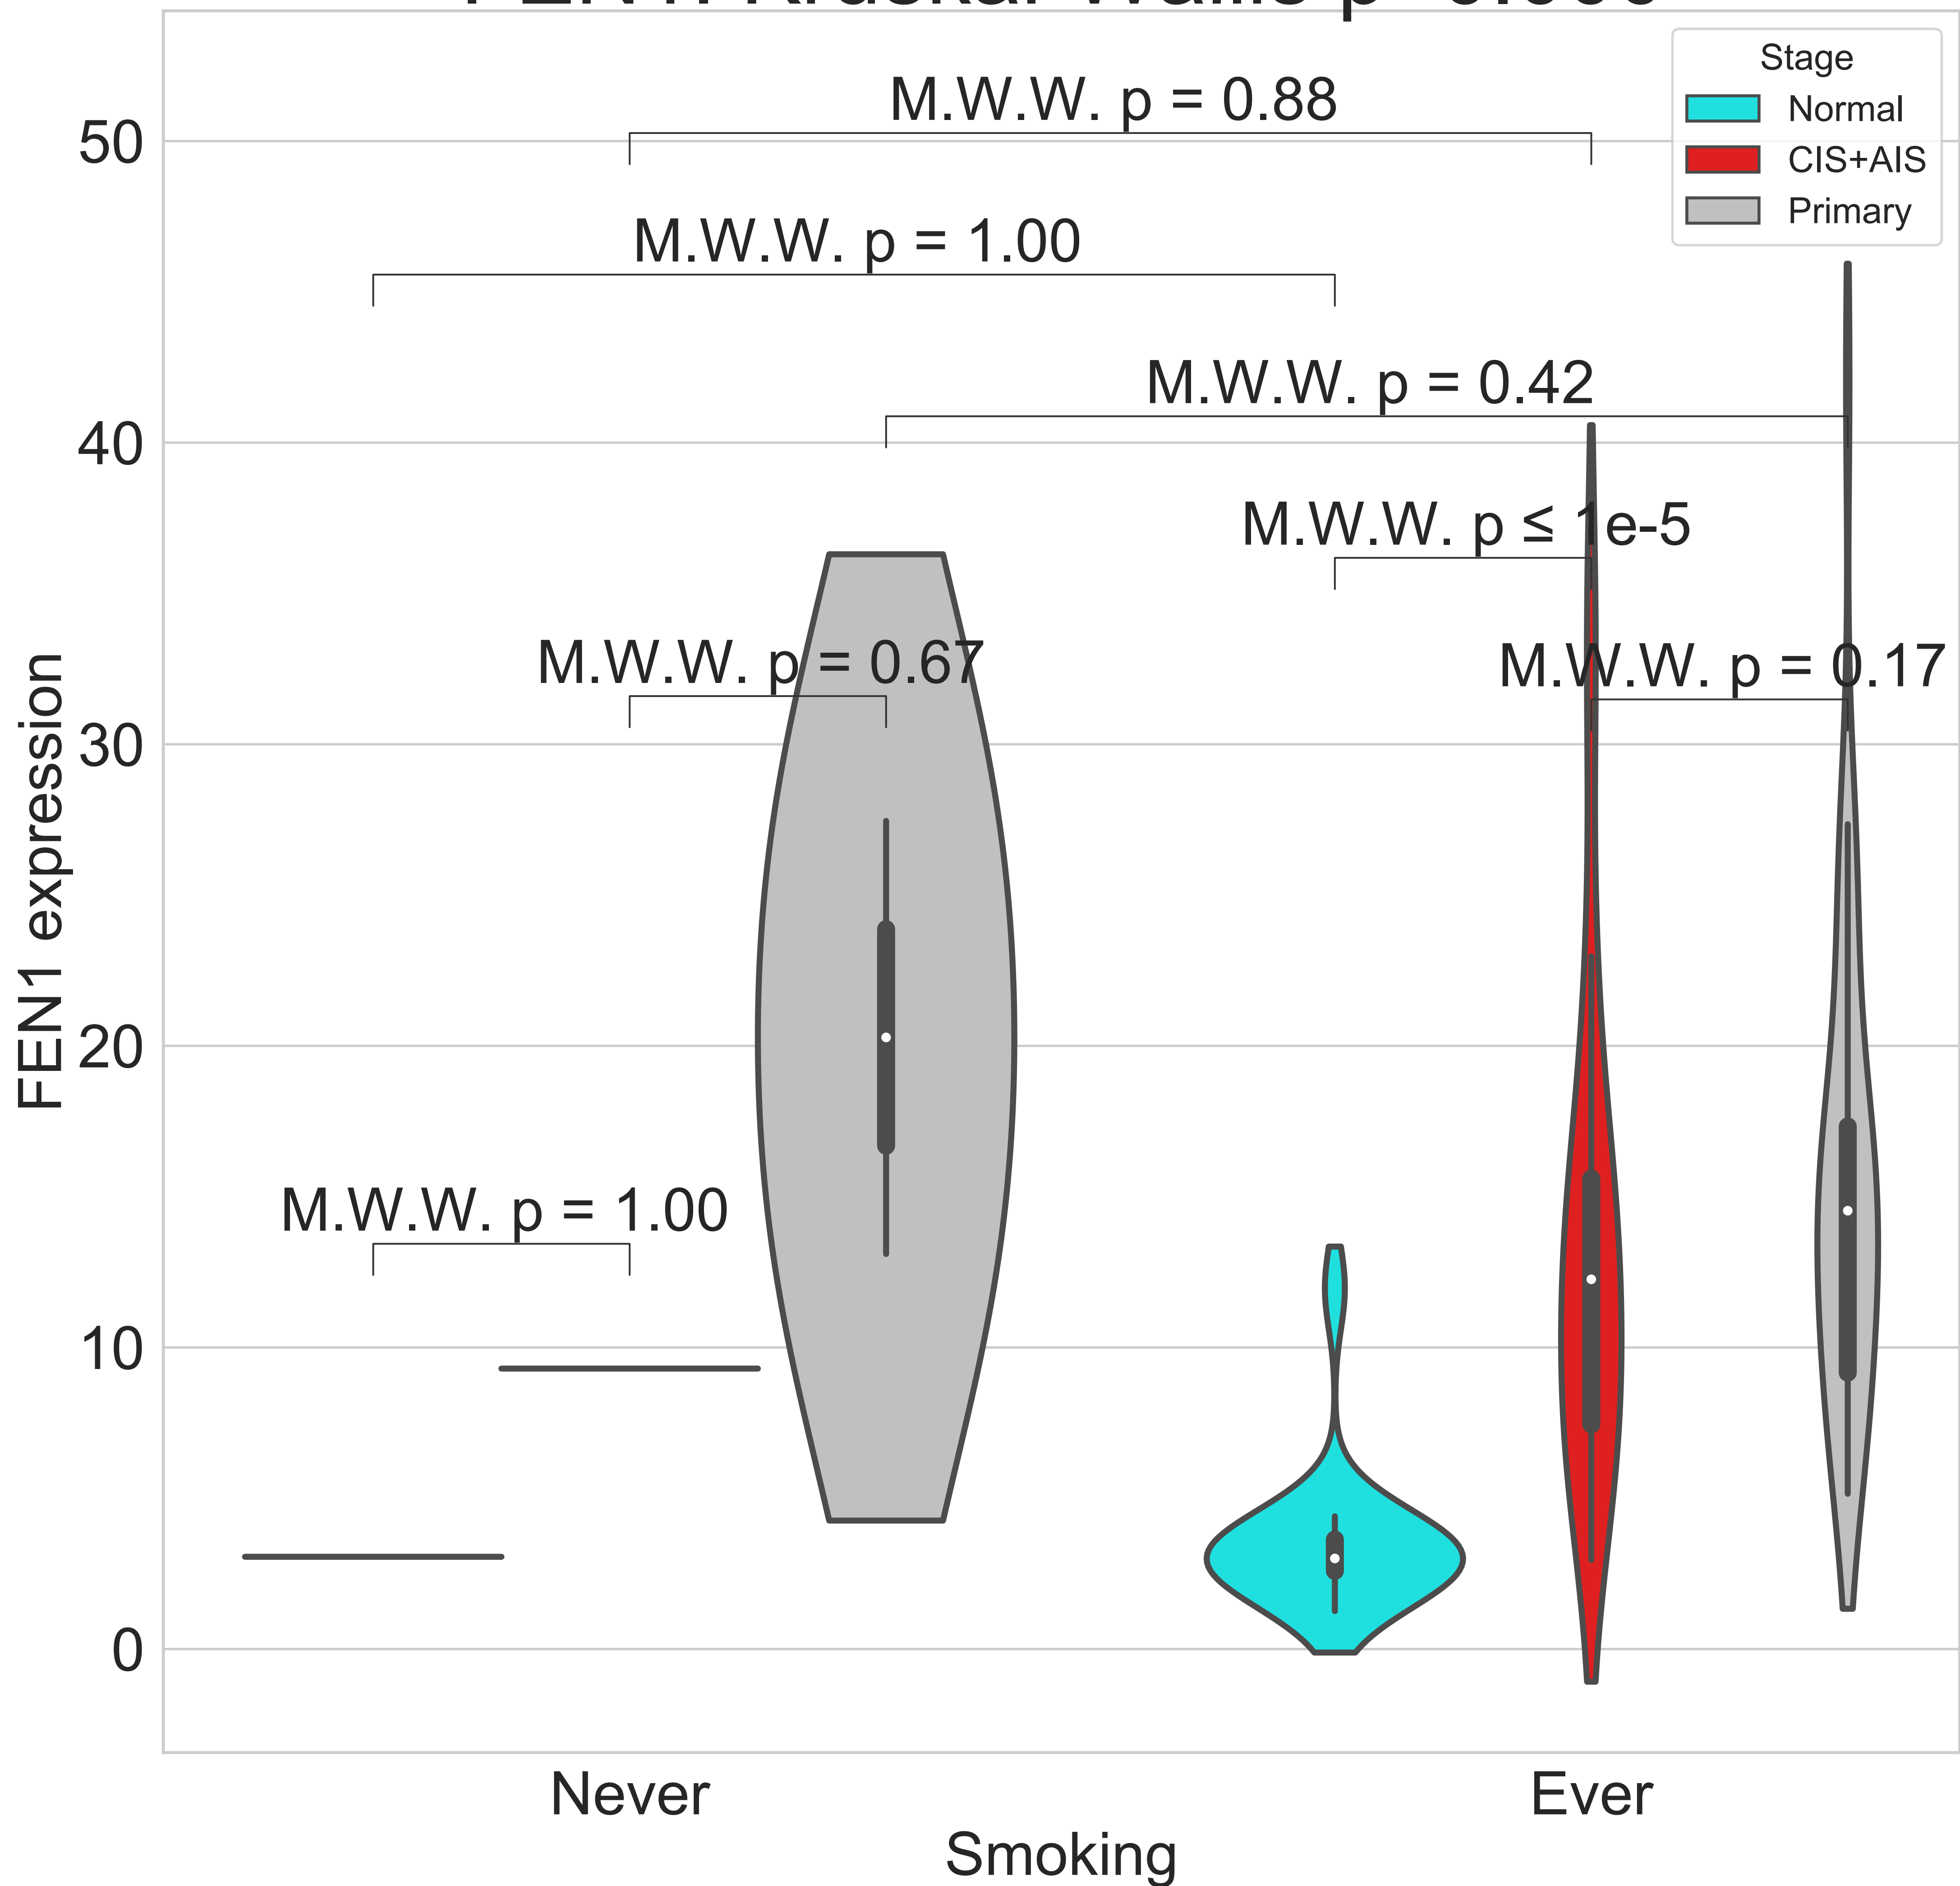 Stage
Normal
CIS+AIS
Primary
M.W.W. p = 0.88
M.W.W. p = 1.00
M.W.W. p = 0.42
M.W.W. p ≤ 1e-5
M.W.W. p = 0.67
M.W.W. p = 0.17
M.W.W. p = 1.00
50
40
30
20
10
0
FEN1 expression
Never
Ever
Smoking